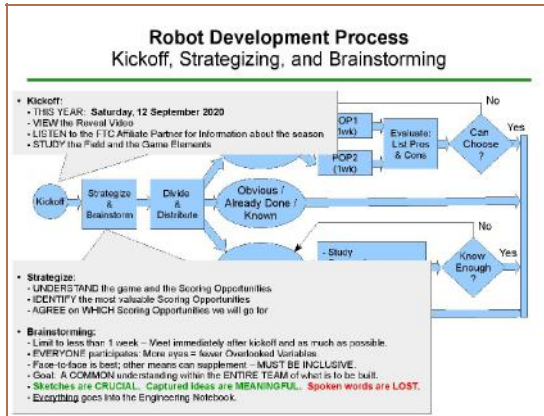 Robot Development Process
Kickoff, Strategizing, and Brainstorming
• Kickoff:
- THIS YEAR: Saturday, 12 September 2020
- VIEW the Reveal Video
- LISTEN to the FTC Affiliate Partner for Information about the season
- STUDY the Field and the Game Elements
OP1
1wk)
POP2
(1wk)
Evaluate:
List Pros
& Cons
Can
Choose
?
No
Yes
Kickoff
Strategize
&
Brainstorm
Divide
&
Distribute
Obvious /
Already Done /
Known
- Study
Know
Enough
?
No
Yes
• Strategize:
- UNDERSTAND the game and the Scoring Opportunities
- IDENTIFY the most valuable Scoring Opportunities
- AGREE on WHICH Scoring Opportunities we will go for
• Brainstorming:
- Limit to less than 1 week – Meet immediately after kickoff and as much as possible.
- EVERYONE participates: More eyes = fewer Overlooked Variables
- Face-to-face is best; other means can supplement – MUST BE INCLUSIVE.
- Goal: A COMMON understanding within the ENTIRE TEAM of what is to be built.
- Sketches are CRUCIAL. Captured ideas are MEANINGFUL. Spoken words are LOST.
- Everything goes into the Engineering Notebook.